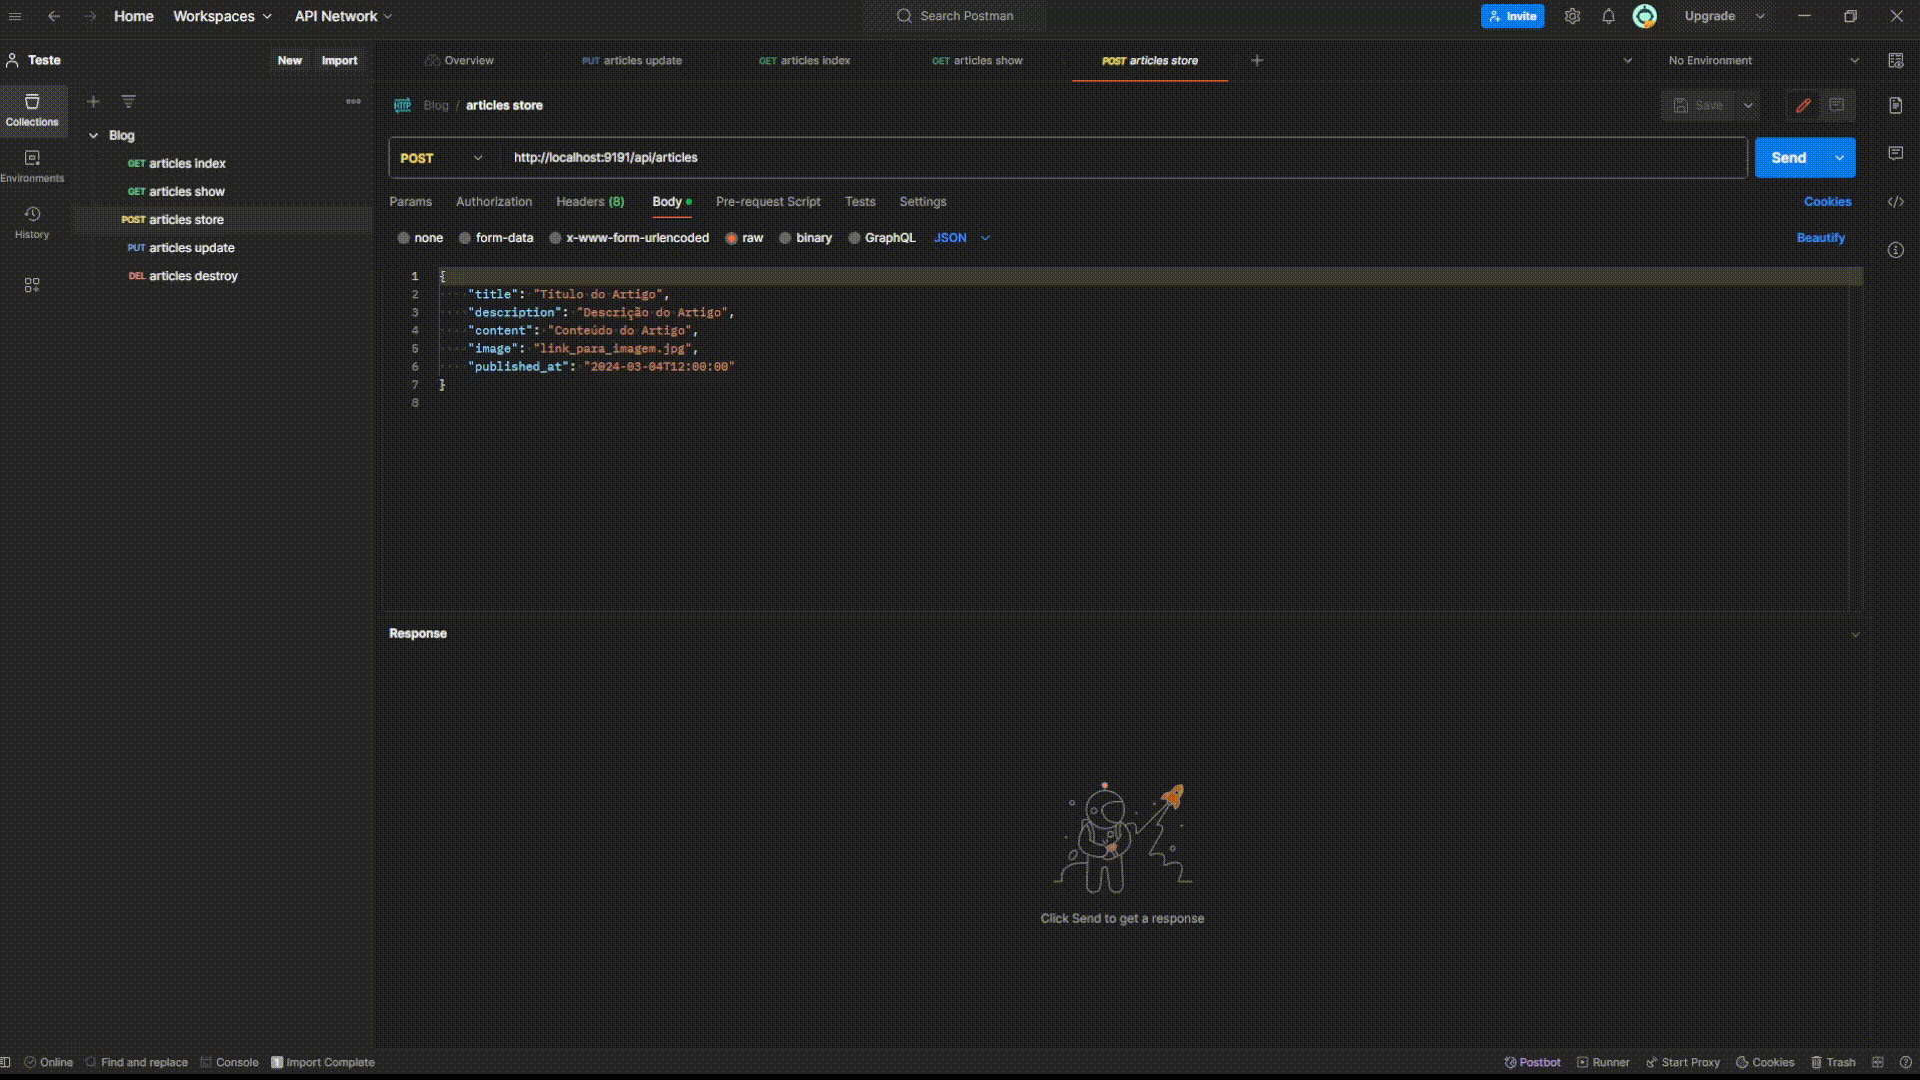 Home Workspaces API Network Search Postman Invite Upgrade
Teste New Import Overview PUT articles update GET articles index GET articles show POST articles store No Environment
HTTP Blog / articles store Save
Collections
Blog
GET articles index
GET articles show
POST articles store
PUT articles update
DEL articles destroy
Environments
History
POST http://localhost:9191/api/articles Send
Params Authorization Headers (8) Body Pre-request Script Tests Settings Cookies
none form-data x-www-form-urlencoded raw binary GraphQL JSON Beautify
1 {
2 "title": "Título do Artigo",
3 "description": "Descrição do Artigo",
4 "content": "Conteúdo do Artigo",
5 "image": "link_para_imagem.jpg",
6 "published_at": "2024-03-04T12:00:00"
7 }
8
Response
Click Send to get a response
Online Find and replace Console 1 Import Complete Postbot Runner Start Proxy Cookies Trash